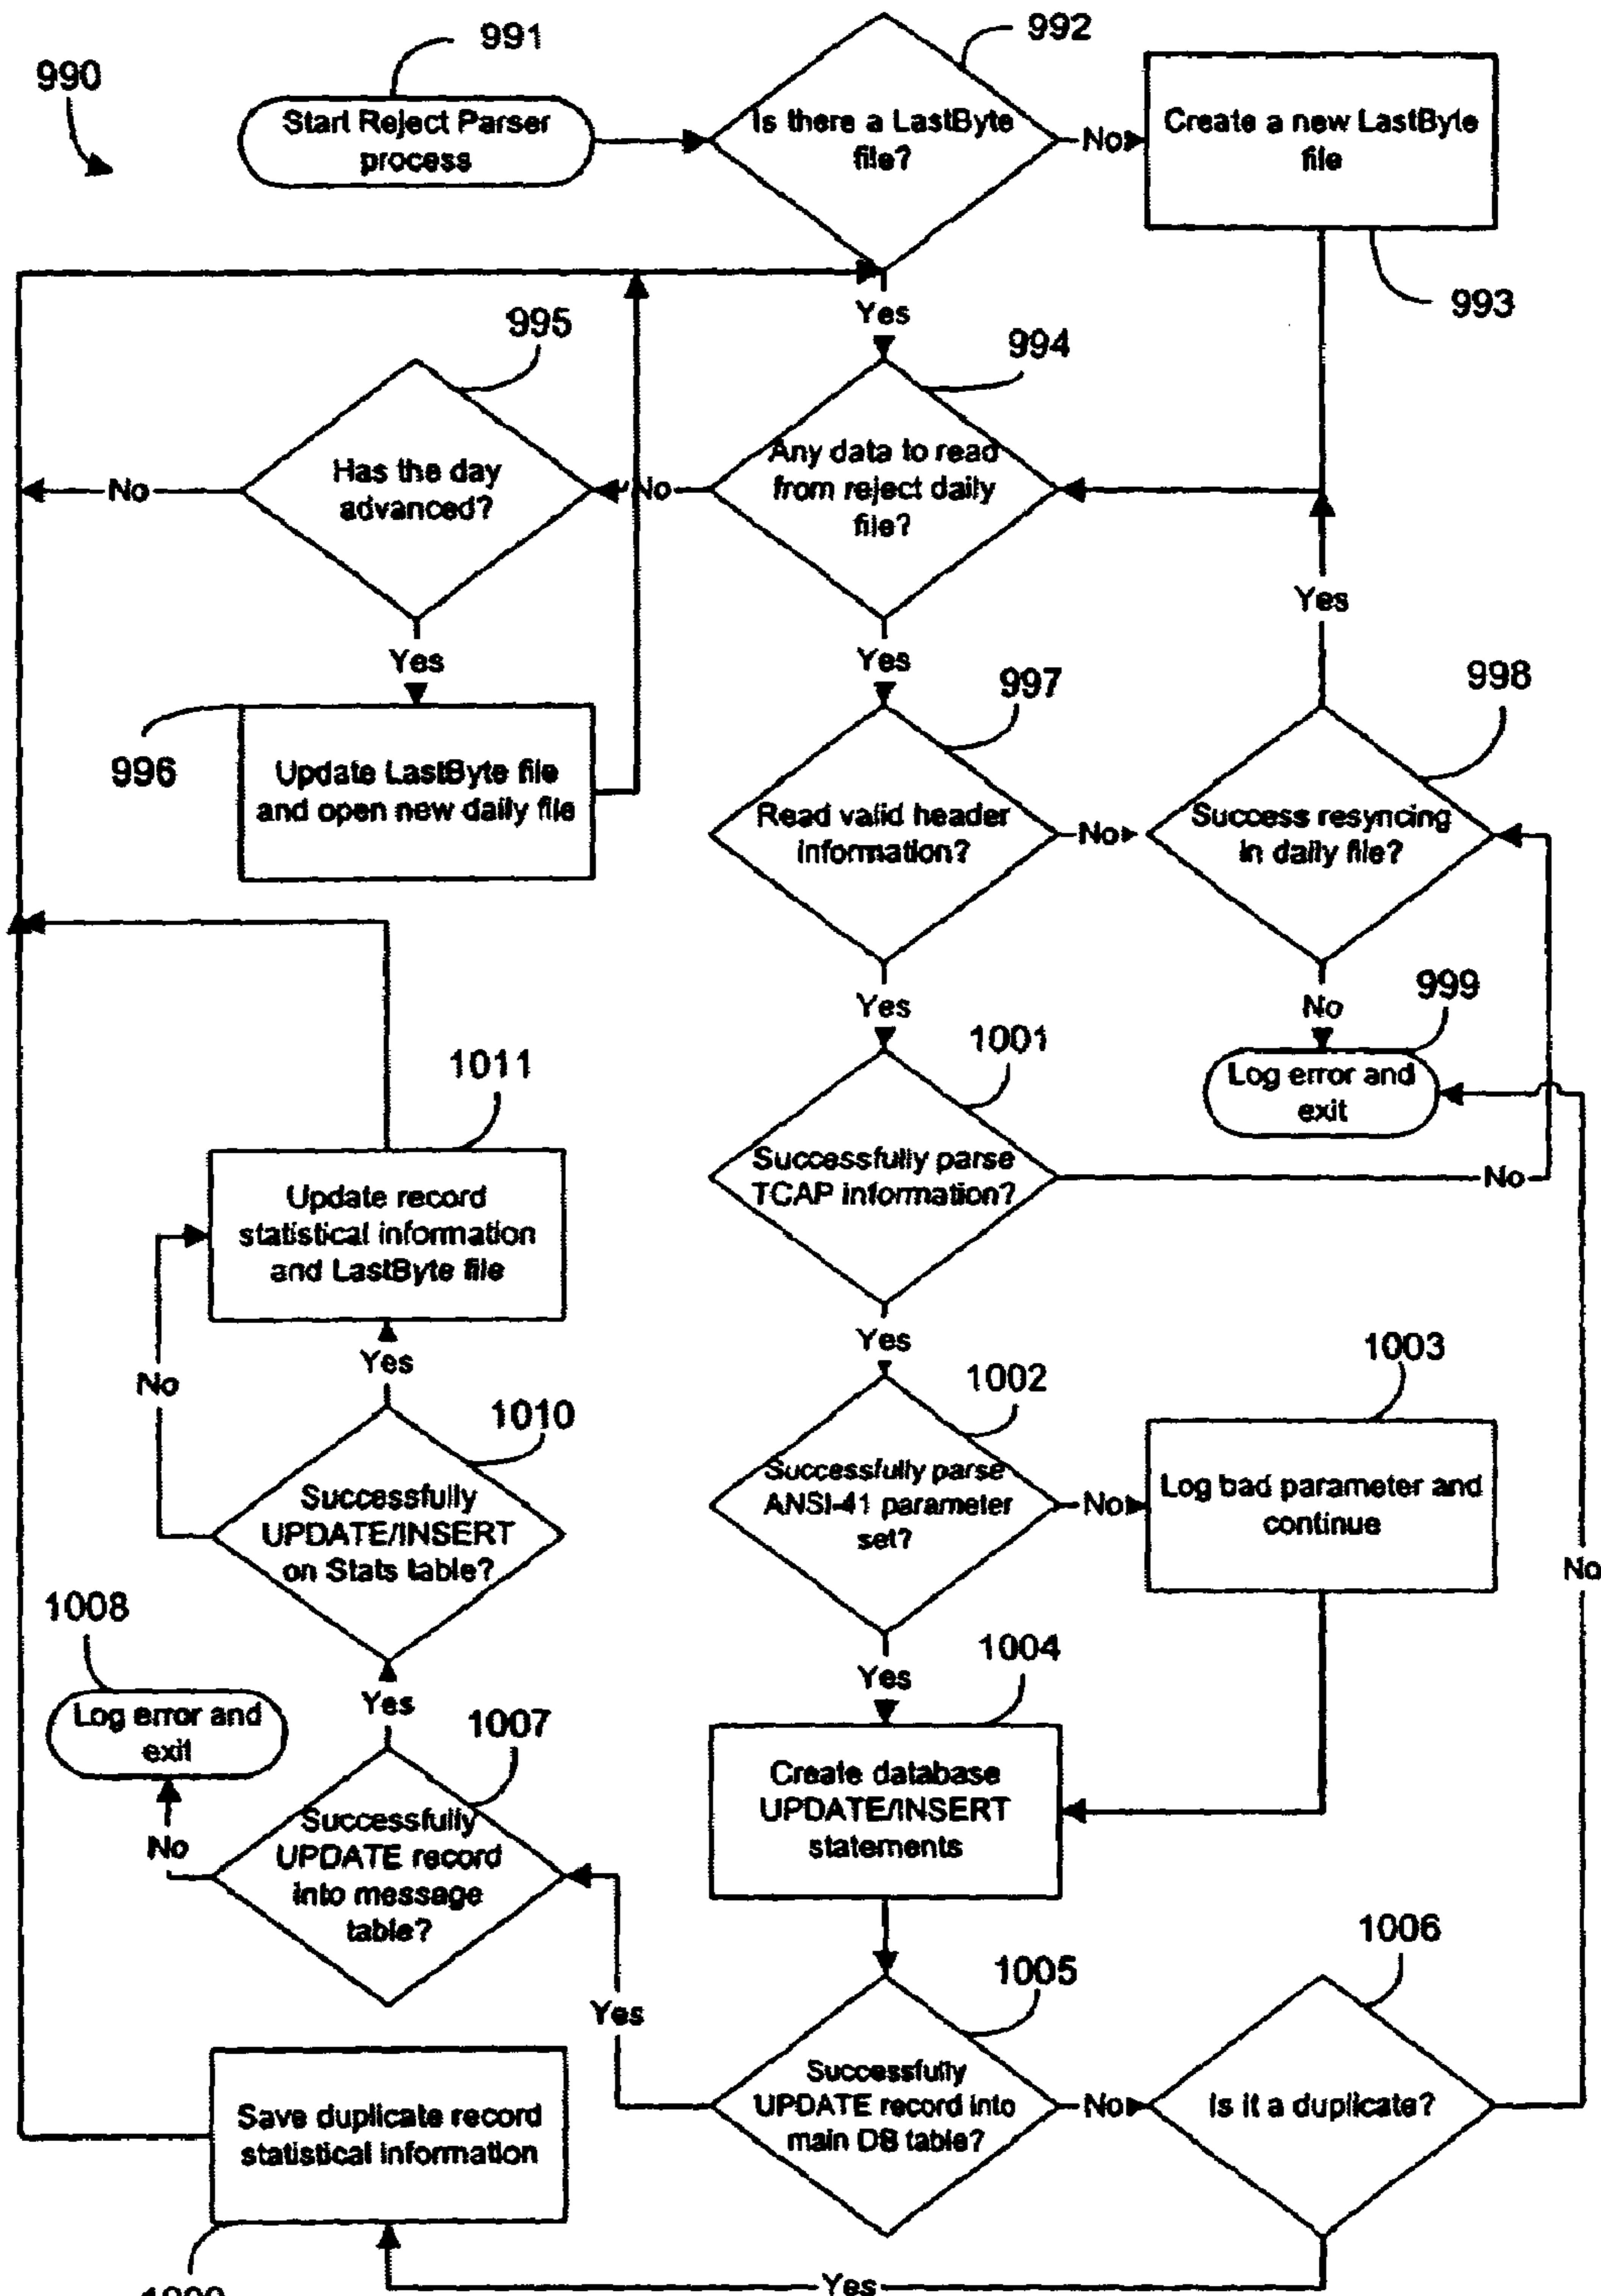 990
991
Start Reject Parser
process
992
Is there a LastByte
file?
No
Create a new LastByte
file
993
Yes
995
Has the day
advanced?
No
994
Any data to read
from reject daily
file?
No
Yes
Yes
996
Update LastByte file
and open new daily file
997
Read valid header
information?
No
Yes
998
Success resyncing
in daily file?
Yes
No
999
Log error and
exit
1001
Successfully parse
TCAP information?
No
Yes
1002
Successfully parse
ANSI-41 parameter
set?
No
1003
Log bad parameter and
continue
Yes
1004
Create database
UPDATE/INSERT
statements
1005
Successfully
UPDATE record into
main DB table?
No
1006
Is it a duplicate?
No
Yes
Yes
1007
Successfully
UPDATE record
into message
table?
No
1008
Log error and
exit
Yes
1010
Successfully
UPDATE/INSERT
on Stats table?
No
Yes
1011
Update record
statistical information
and LastByte file
Save duplicate record
statistical information